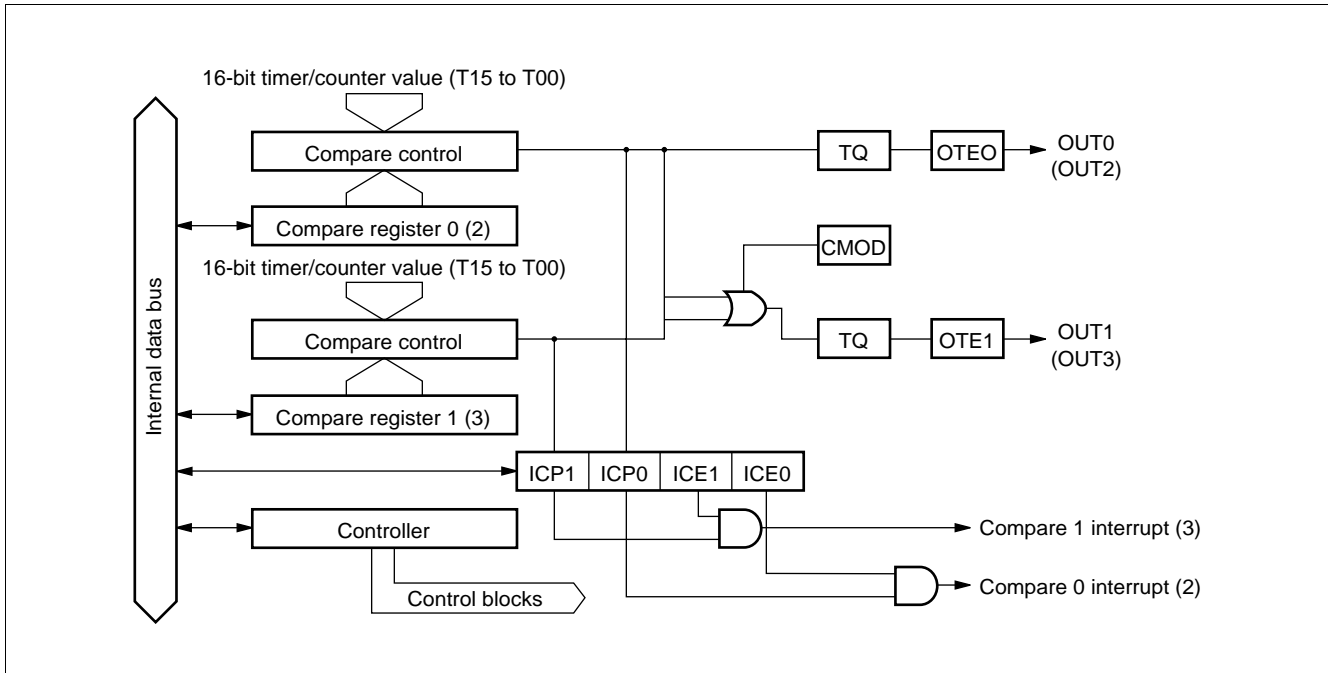 16-bit timer/counter value (T15 to T00)
Compare control
TQ
OTEO
OUT0
(OUT2)
Compare register 0 (2)
CMOD
16-bit timer/counter value (T15 to T00)
Internal data bus
Compare control
TQ
OTE1
OUT1
(OUT3)
Compare register 1 (3)
ICP1 ICP0 ICE1 ICE0
Controller
Compare 1 interrupt (3)
Compare 0 interrupt (2)
Control blocks